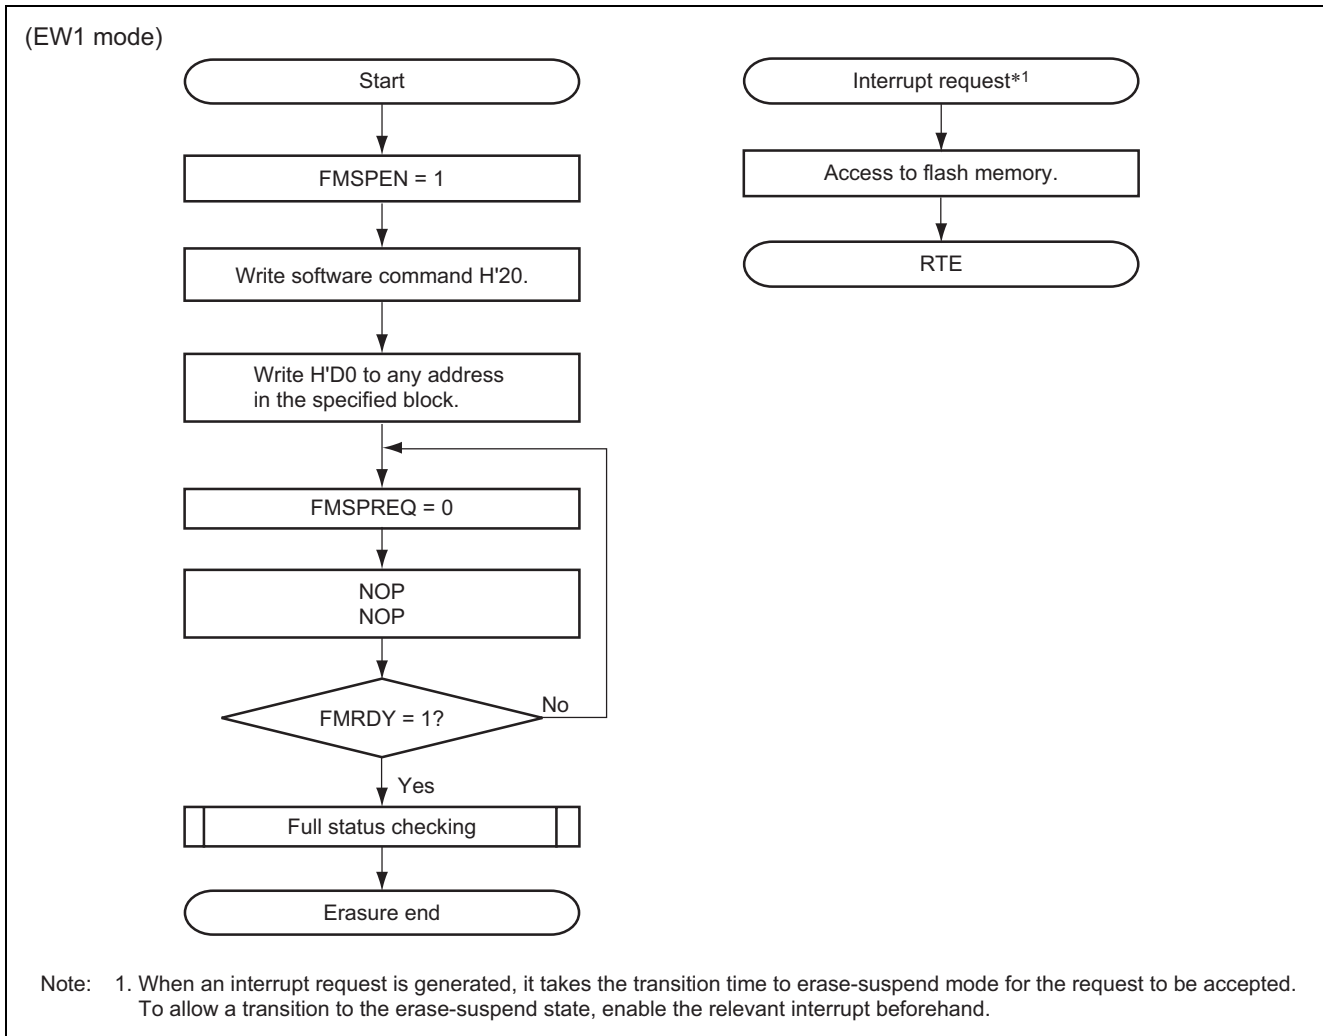 (EW1 mode)
Start
FMSPEN = 1
Write software command H'20.
Write H'D0 to any address
in the specified block.
FMSPREQ = 0
NOP
NOP
FMRDY = 1?
No
Yes
Full status checking
Erasure end
Interrupt request*1
Access to flash memory.
RTE
Note: 1. When an interrupt request is generated, it takes the transition time to erase-suspend mode for the request to be accepted.
To allow a transition to the erase-suspend state, enable the relevant interrupt beforehand.